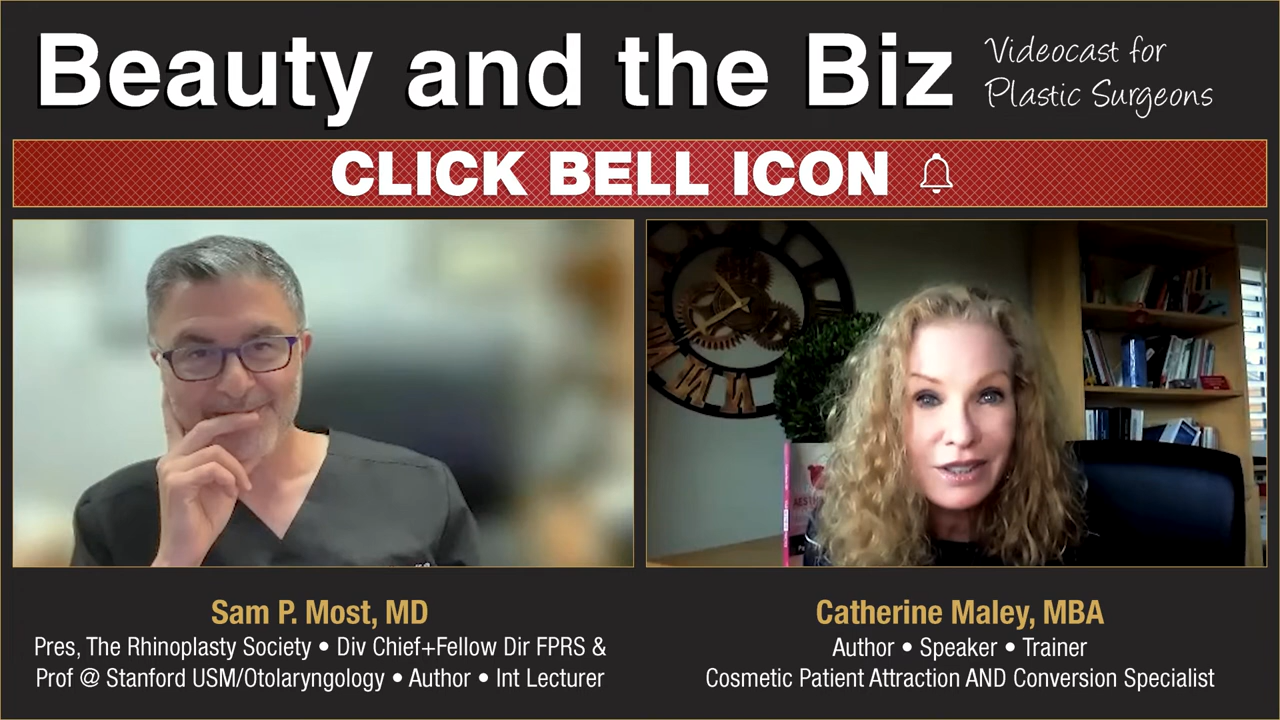 Beauty and the Biz
Videocast for
Plastic Surgeons
CLICK BELL ICON
Sam P. Most, MD
Pres, The Rhinoplasty Society • Div Chief+Fellow Dir FPRS &
Prof @ Stanford USM/Otolaryngology • Author • Int Lecturer
Catherine Maley, MBA
Author • Speaker • Trainer
Cosmetic Patient Attraction AND Conversion Specialist